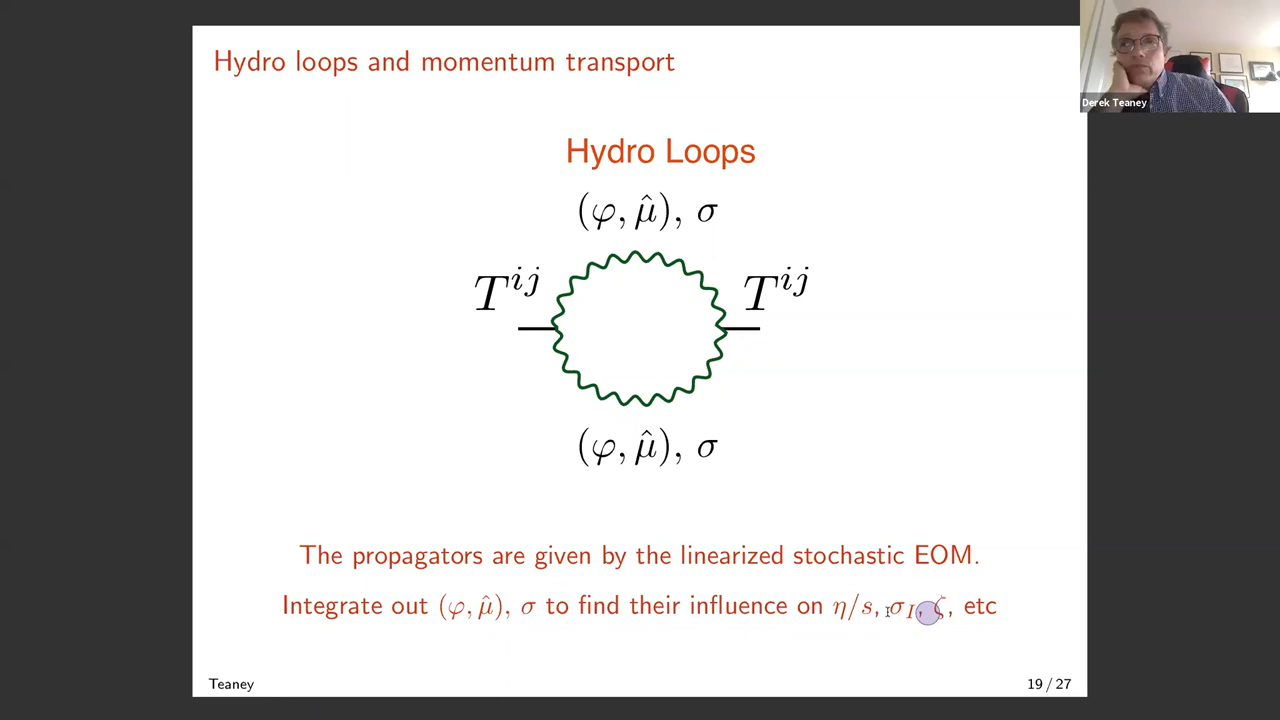 Hydro loops and momentum transport
Derek Teaney
Hydro Loops
(φ, μ̂), σ
T^{ij} T^{ij}
(φ, μ̂), σ
The propagators are given by the linearized stochastic EOM.
Integrate out (φ, μ̂), σ to find their influence on η/s, σ_I, ζ, etc
Teaney 19 / 27